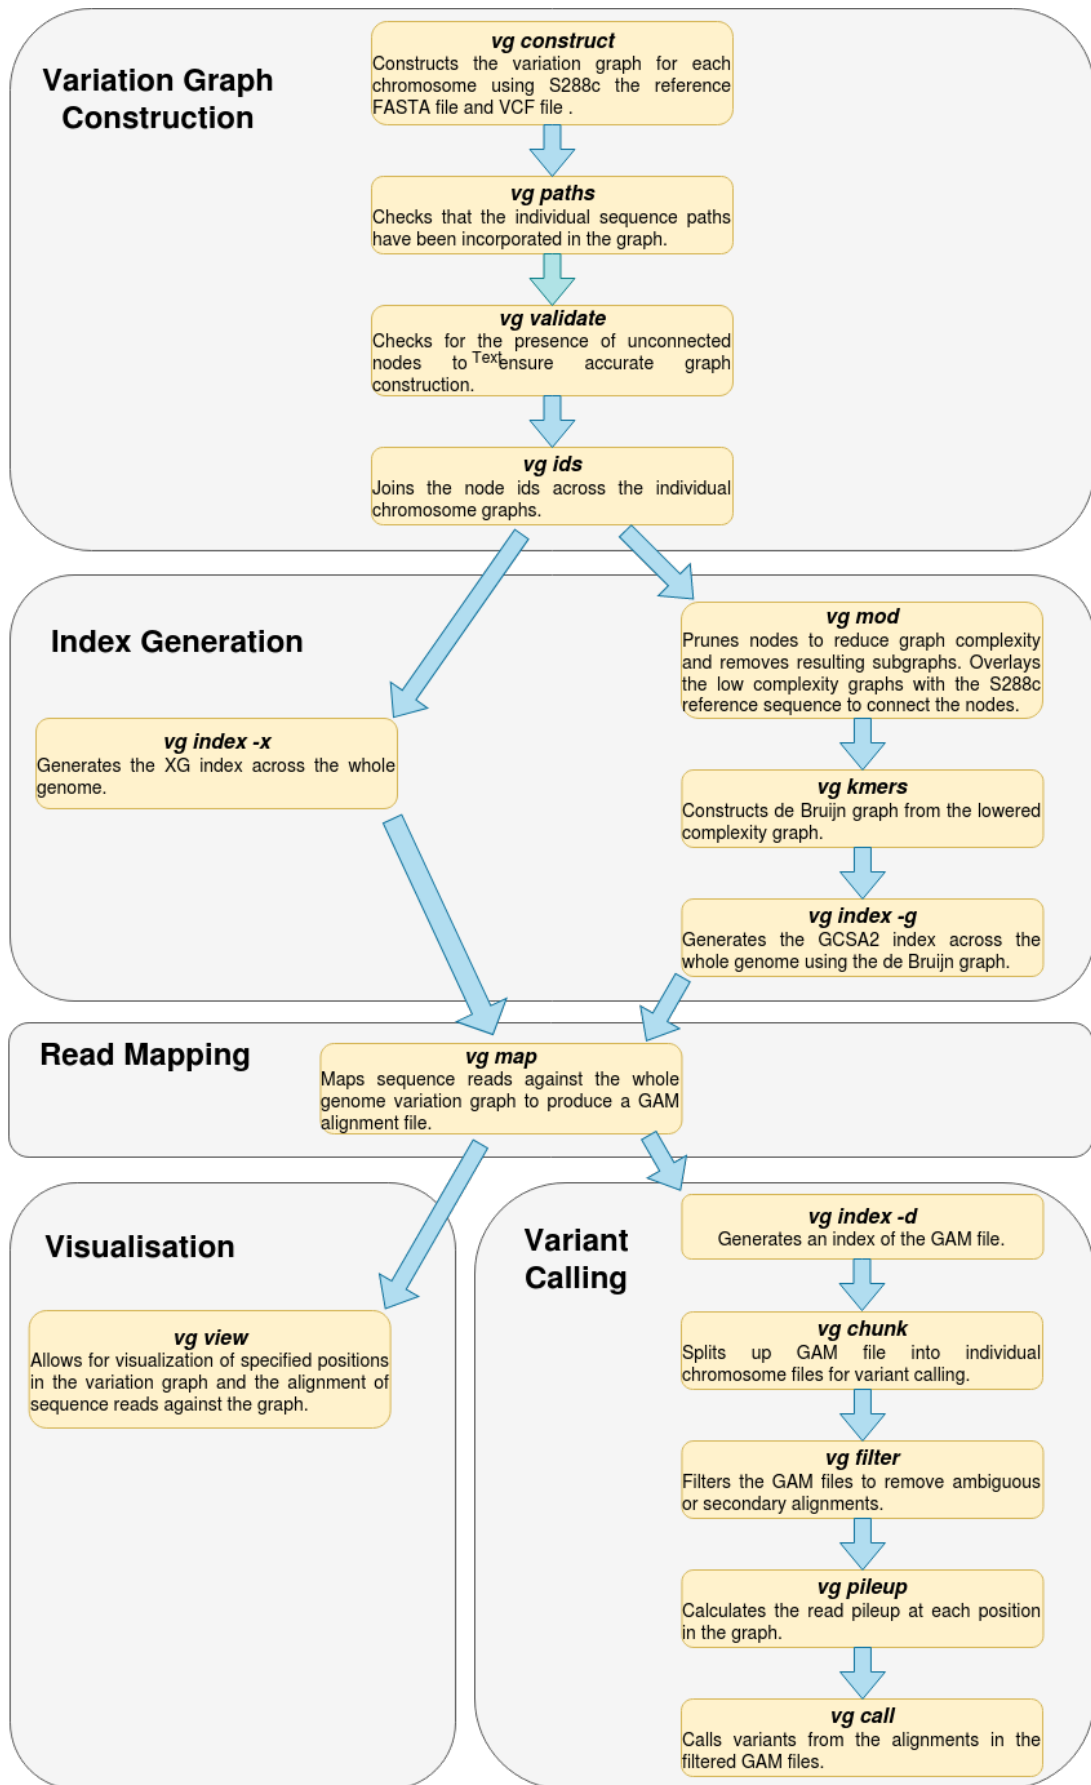 Variation Graph
Construction
vg construct
Constructs the variation graph for each
chromosome using S288c the reference
FASTA file and VCF file .
vg paths
Checks that the individual sequence paths
have been incorporated in the graph.
vg validate
Checks for the presence of unconnected
nodes to Text ensure accurate graph
construction.
vg ids
Joins the node ids across the individual
chromosome graphs.
Index Generation
vg index -x
Generates the XG index across the whole
genome.
vg mod
Prunes nodes to reduce graph complexity
and removes resulting subgraphs. Overlays
the low complexity graphs with the S288c
reference sequence to connect the nodes.
vg kmers
Constructs de Bruijn graph from the lowered
complexity graph.
vg index -g
Generates the GCSA2 index across the
whole genome using the de Bruijn graph.
Read Mapping
vg map
Maps sequence reads against the whole
genome variation graph to produce a GAM
alignment file.
Visualisation
vg view
Allows for visualization of specified positions
in the variation graph and the alignment of
sequence reads against the graph.
Variant
Calling
vg index -d
Generates an index of the GAM file.
vg chunk
Splits up GAM file into individual
chromosome files for variant calling.
vg filter
Filters the GAM files to remove ambiguous
or secondary alignments.
vg pileup
Calculates the read pileup at each position
in the graph.
vg call
Calls variants from the alignments in the
filtered GAM files.